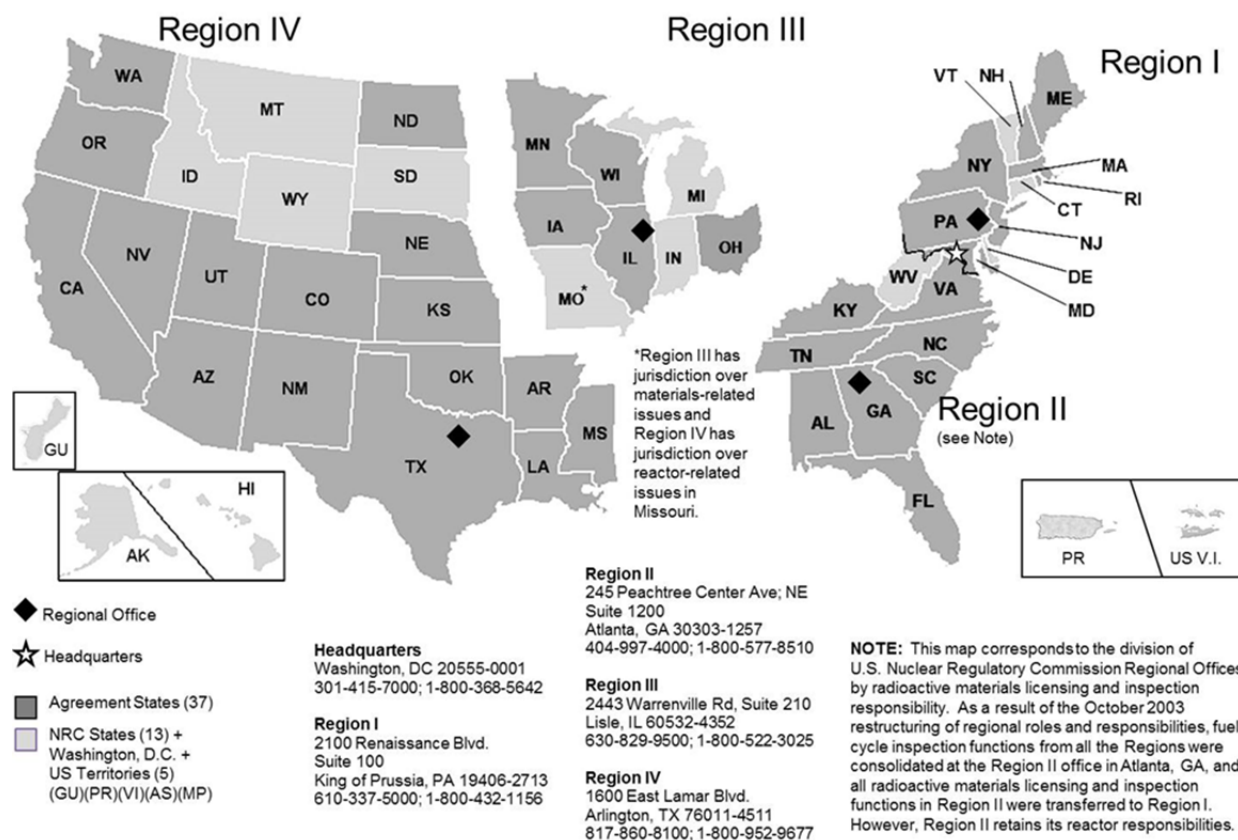 Region IV
Region III
Region I
WA
MT
ND
MN
VT
NH
ME
OR
ID
SD
WI
MI
NY
MA
WY
IA
RI
CT
PA
NV
NE
IL
IN
OH
NJ
UT
CA
CO
KS
MO*
WV
VA
DE
MD
KY
AZ
NM
OK
AR
TN
NC
SC
*Region III has
jurisdiction over
materials-related
issues and
Region IV has
jurisdiction over
reactor-related
issues in
Missouri.
AL
GA
Region II
(see Note)
GU
TX
LA
MS
FL
HI
AK
PR
US V.I.
Regional Office
Headquarters
Agreement States (37)
NRC States (13) +
Washington, D.C. +
US Territories (5)
(GU)(PR)(VI)(AS)(MP)
Headquarters
Washington, DC 20555-0001
301-415-7000; 1-800-368-5642
Region I
2100 Renaissance Blvd.
Suite 100
King of Prussia, PA 19406-2713
610-337-5000; 1-800-432-1156
Region II
245 Peachtree Center Ave; NE
Suite 1200
Atlanta, GA 30303-1257
404-997-4000; 1-800-577-8510
Region III
2443 Warrenville Rd, Suite 210
Lisle, IL 60532-4352
630-829-9500; 1-800-522-3025
Region IV
1600 East Lamar Blvd.
Arlington, TX 76011-4511
817-860-8100; 1-800-952-9677
NOTE: This map corresponds to the division of
U.S. Nuclear Regulatory Commission Regional Offices
by radioactive materials licensing and inspection
responsibility. As a result of the October 2003
restructuring of regional roles and responsibilities, fuel
cycle inspection functions from all the Regions were
consolidated at the Region II office in Atlanta, GA, and
all radioactive materials licensing and inspection
functions in Region II were transferred to Region I.
However, Region II retains its reactor responsibilities.